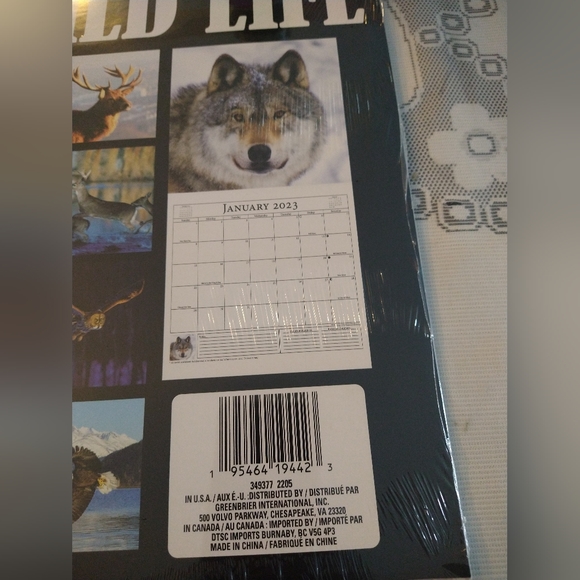 LD LIFE
JANUARY 2023
1 95464 19442 3
349377 2205
IN U.S.A. / AUX É.-U. :DISTRIBUTED BY / DISTRIBUÉ PAR
GREENBRIER INTERNATIONAL, INC.
500 VOLVO PARKWAY, CHESAPEAKE, VA 23320
IN CANADA / AU CANADA : IMPORTED BY / IMPORTÉ PAR
DTSC IMPORTS BURNABY, BC V5G 4P3
MADE IN CHINA / FABRIQUÉ EN CHINE